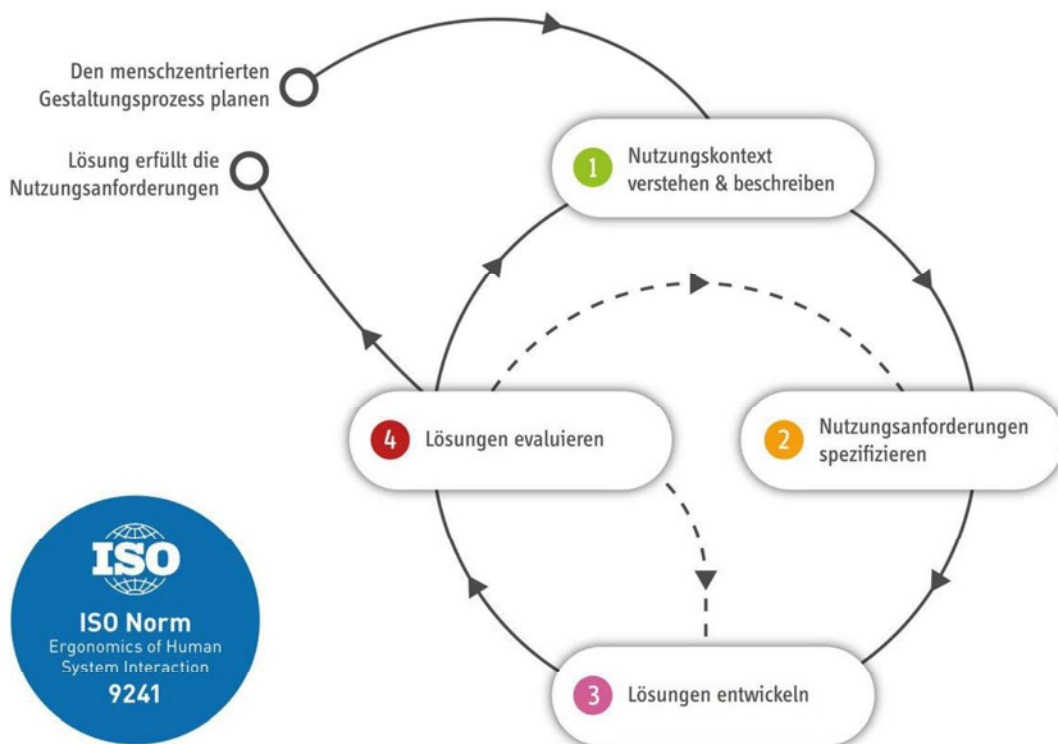 Den menschzentrierten
Gestaltungsprozess planen
Lösung erfüllt die
Nutzungsanforderungen
1
Nutzungskontext
verstehen & beschreiben
4
Lösungen evaluieren
2
Nutzungsanforderungen
spezifizieren
3
Lösungen entwickeln
ISO
ISO Norm
Ergonomics of Human
System Interaction
9241